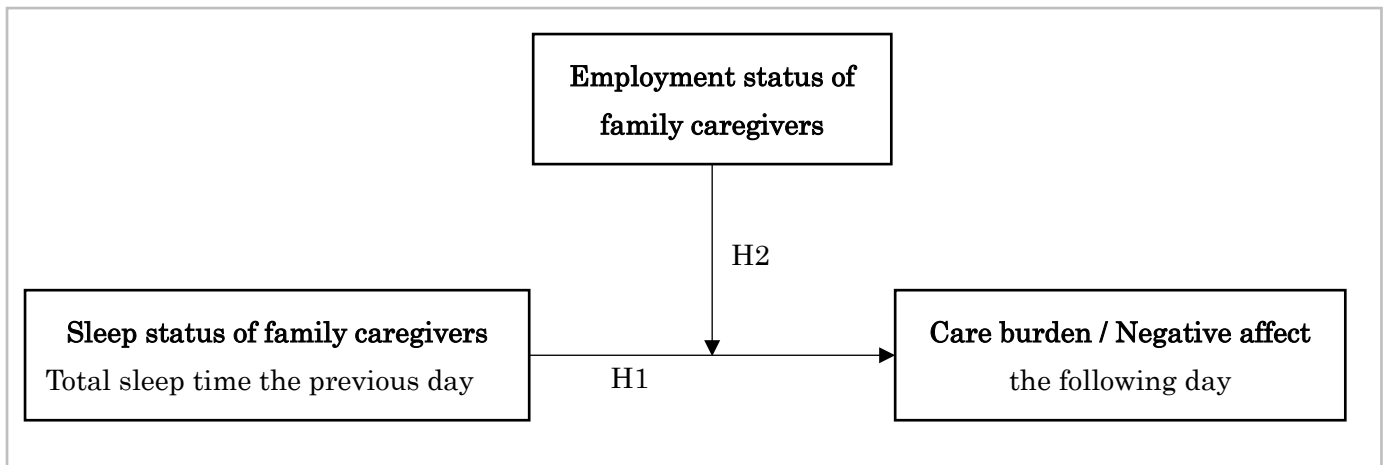 Employment status of
family caregivers
H2
Sleep status of family caregivers
Total sleep time the previous day
H1
Care burden / Negative affect
the following day